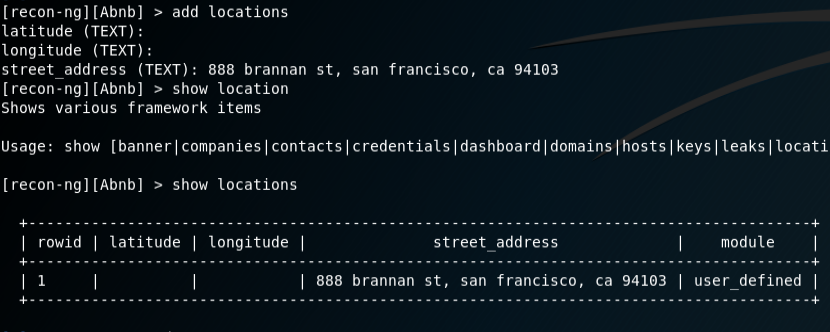 [recon-ng][Abnb] > add locations
latitude (TEXT):
longitude (TEXT):
street_address (TEXT): 888 brannan st, san francisco, ca 94103
[recon-ng][Abnb] > show location
Shows various framework items
Usage: show [banner|companies|contacts|credentials|dashboard|domains|hosts|keys|leaks|locati
[recon-ng][Abnb] > show locations
+---------------------------------------------------------------------------------------+
| rowid | latitude | longitude | street_address | module |
+---------------------------------------------------------------------------------------+
| 1 | | | 888 brannan st, san francisco, ca 94103 | user_defined |
+---------------------------------------------------------------------------------------+